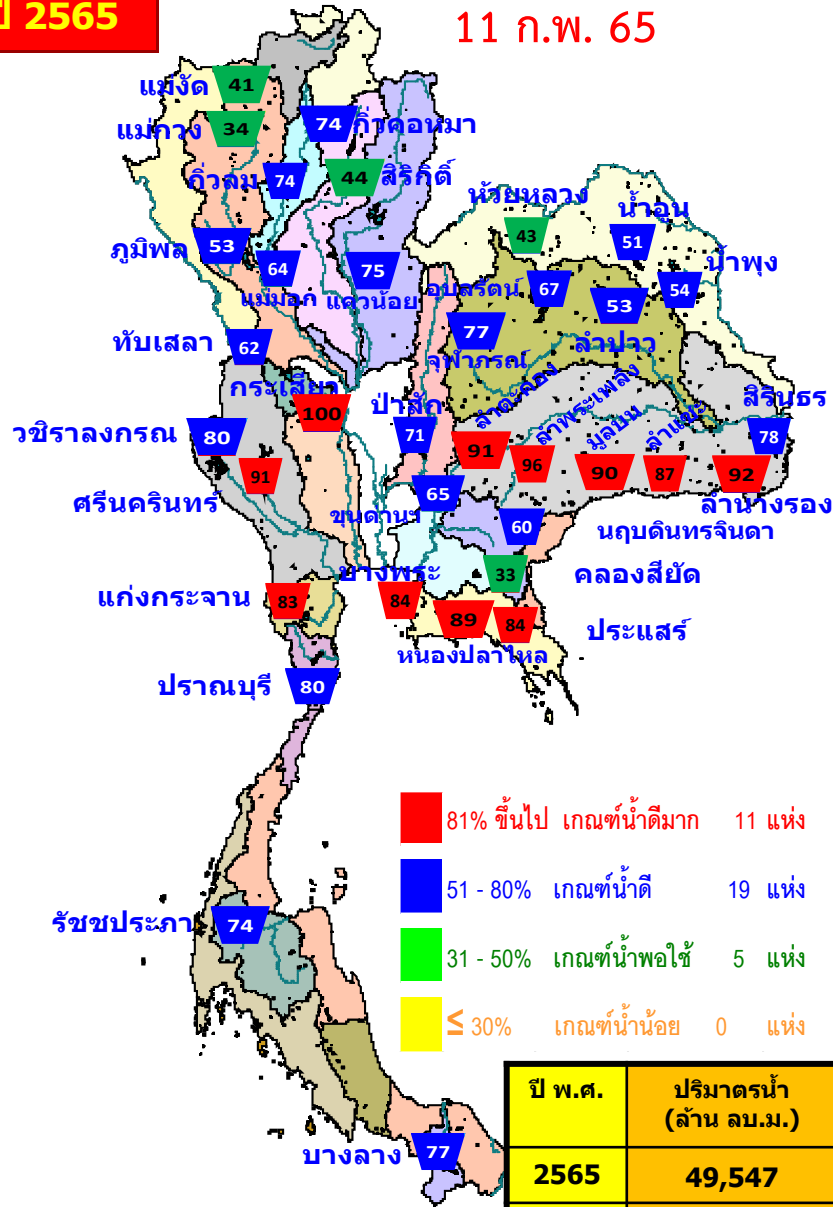 ปี 2565
11 ก.พ. 65
แม่งัด 41
แม่กวง 34
74 กิ่วคอหมา
กิ่วลม 74
44 สิริกิติ์
ห้วยหลวง
43
น้ำอูน
51
ภูมิพล 53
64
แม่มอก
75
แควน้อย
อุบลรัตน์ 67
53
ลำปาว
น้ำพุง
54
ทับเสลา
62
77
จุฬาภรณ์
กระเสียว
100
ป่าสัก
71
ลำตะคอง
91
ลำพระเพลิง
96
มูลบน
90
ลำแชะ
87
สิรินธร
78
วชิราลงกรณ 80
92
ลำนางรอง
ศรีนครินทร์ 91
65
ขุนด่านฯ
60
นฤบดินทรจินดา
บางพระ
84
33
คลองสียัด
แก่งกระจาน 83
89
หนองปลาไหล
84
ประแสร์
ปราณบุรี 80
81% ขึ้นไป เกณฑ์น้ำดีมาก 11 แห่ง
51 - 80% เกณฑ์น้ำดี 19 แห่ง
รัชชประภา 74
31 - 50% เกณฑ์น้ำพอใช้ 5 แห่ง
≤ 30% เกณฑ์น้ำน้อย 0 แห่ง
บางลาง 77
ปี พ.ศ. ปริมาตรน้ำ
(ล้าน ลบ.ม.)
2565 49,547